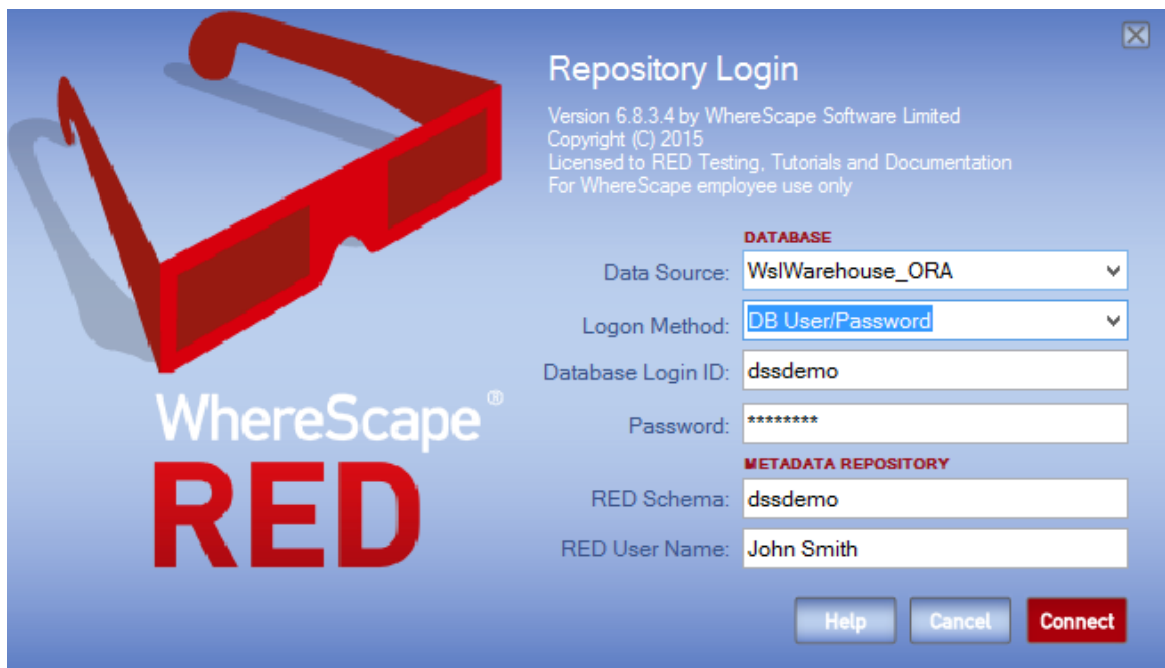 Repository Login
Version 6.8.3.4 by WhereScape Software Limited
Copyright (C) 2015
Licensed to RED Testing, Tutorials and Documentation
For WhereScape employee use only
DATABASE
Data Source: WslWarehouse_ORA
Logon Method: DB User/Password
Database Login ID: dssdemo
Password: ********
METADATA REPOSITORY
RED Schema: dssdemo
RED User Name: John Smith
WhereScape®
RED
Help Cancel Connect